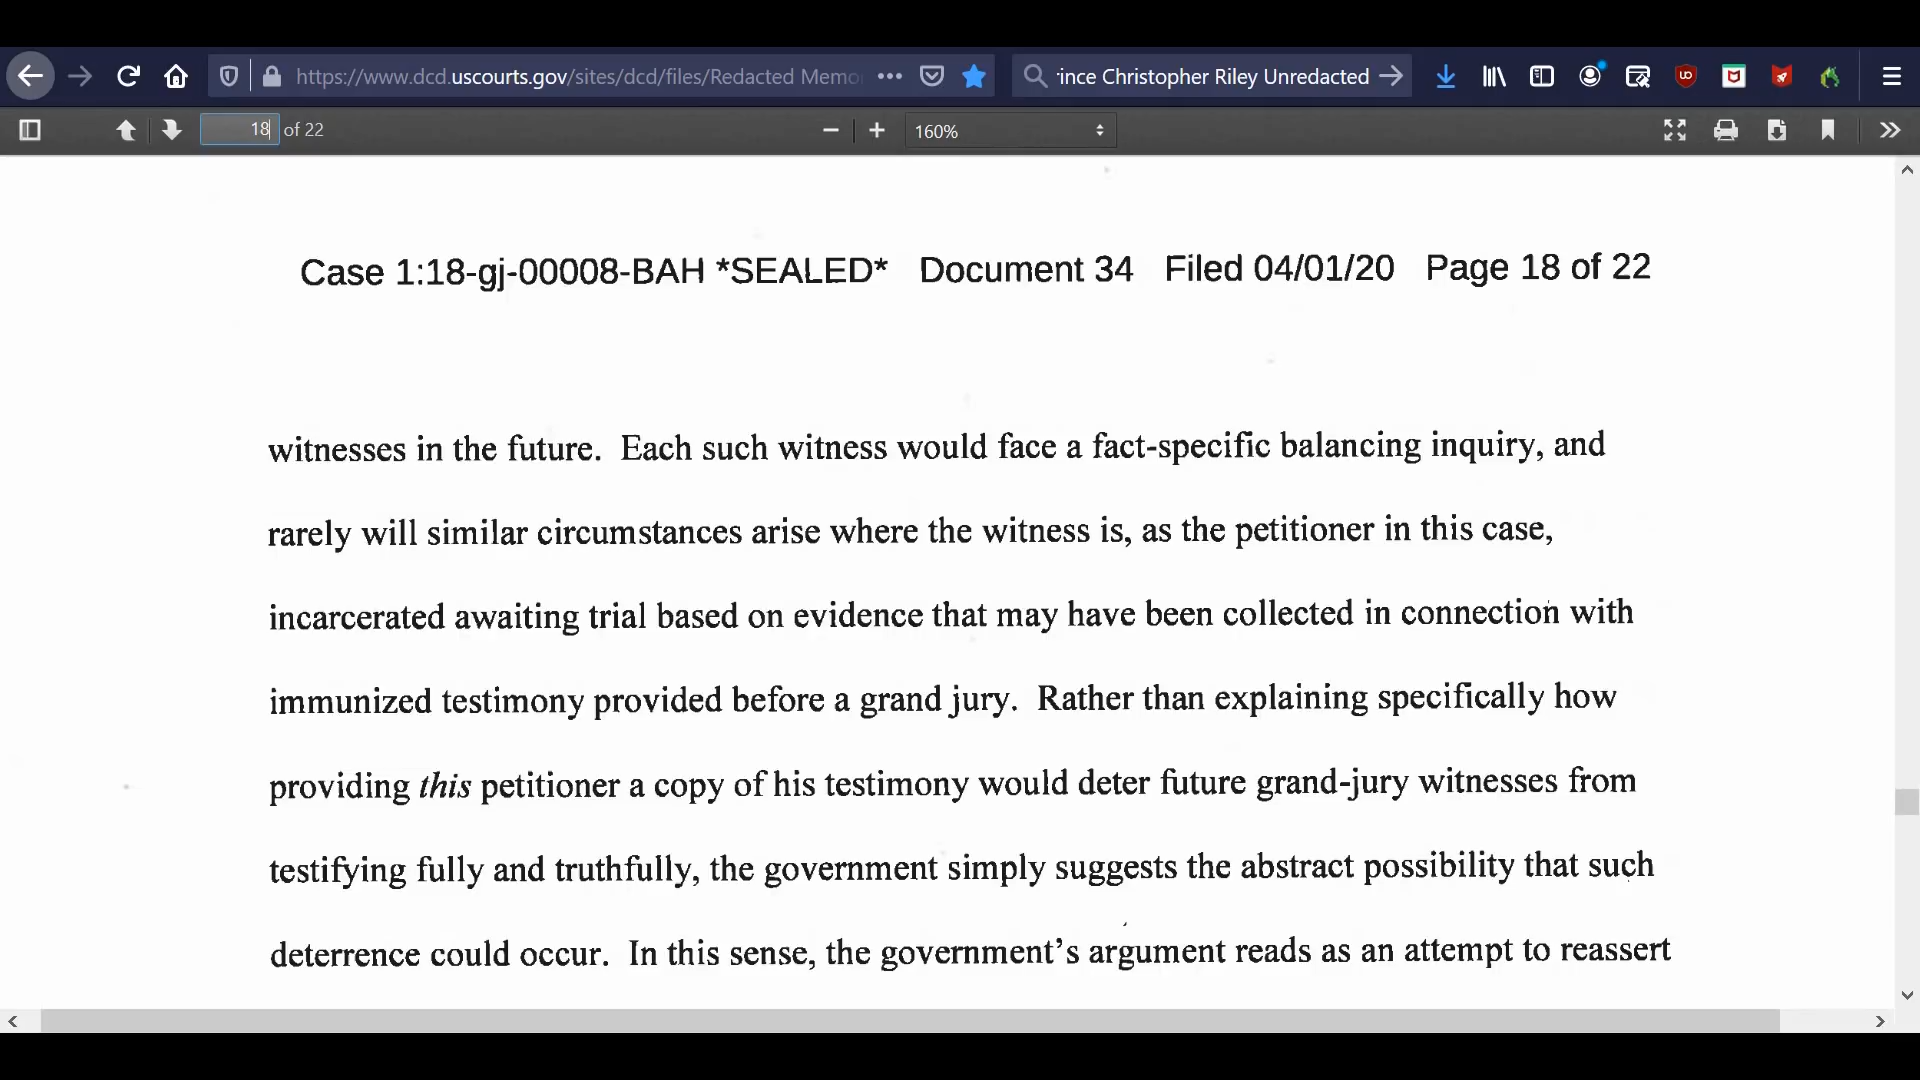 https://www.dcd.uscourts.gov/sites/dcd/files/Redacted Memo
ince Christopher Riley Unredacted
18 of 22
160%
Case 1:18-gj-00008-BAH *SEALED* Document 34 Filed 04/01/20 Page 18 of 22
witnesses in the future. Each such witness would face a fact-specific balancing inquiry, and
rarely will similar circumstances arise where the witness is, as the petitioner in this case,
incarcerated awaiting trial based on evidence that may have been collected in connection with
immunized testimony provided before a grand jury. Rather than explaining specifically how
providing this petitioner a copy of his testimony would deter future grand-jury witnesses from
testifying fully and truthfully, the government simply suggests the abstract possibility that such
deterrence could occur. In this sense, the government's argument reads as an attempt to reassert